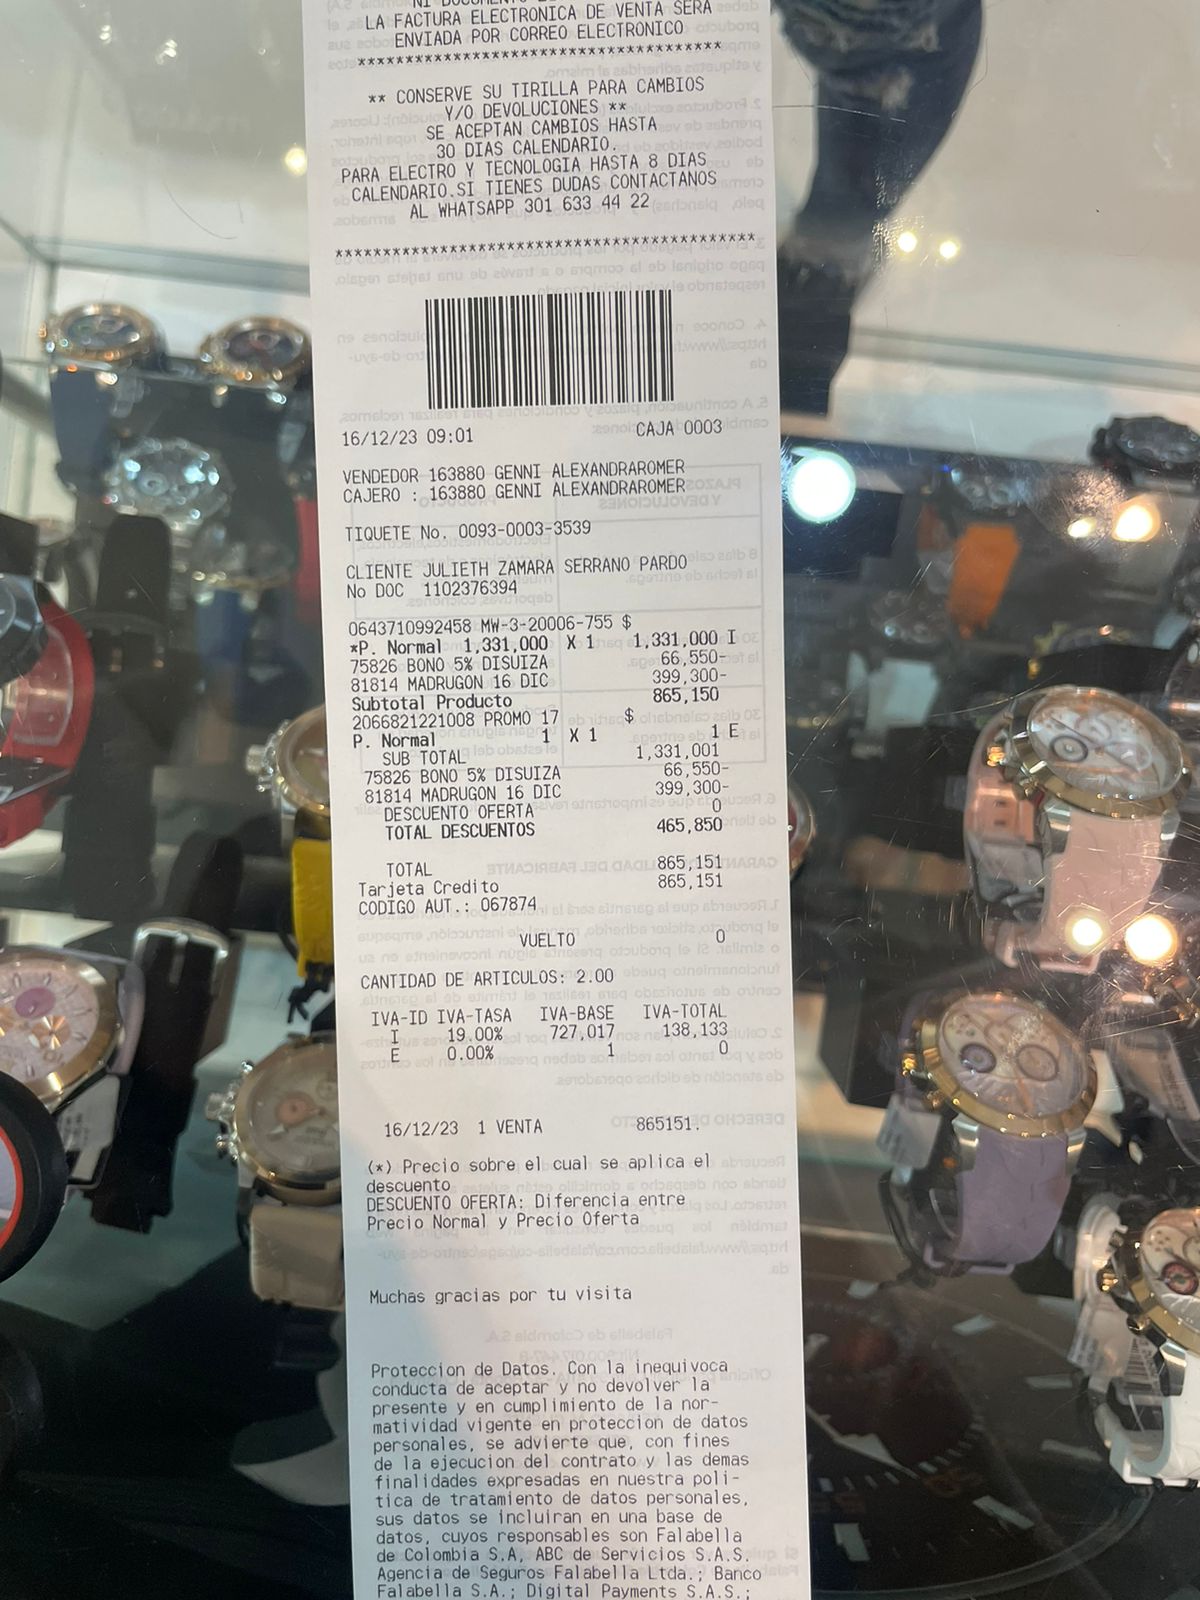 NI DOCUMENTO
LA FACTURA ELECTRONICA DE VENTA SERA
ENVIADA POR CORREO ELECTRONICO
****************************************
** CONSERVE SU TIRILLA PARA CAMBIOS
Y/O DEVOLUCIONES **
SE ACEPTAN CAMBIOS HASTA
30 DIAS CALENDARIO.
PARA ELECTRO Y TECNOLOGIA HASTA 8 DIAS
CALENDARIO.SI TIENES DUDAS CONTACTANOS
AL WHATSAPP 301 633 44 22
*********************************************
16/12/23 09:01 CAJA 0003
VENDEDOR 163880 GENNI ALEXANDRAROMER
CAJERO : 163880 GENNI ALEXANDRAROMER
TIQUETE No. 0093-0003-3539
CLIENTE JULIETH ZAMARA SERRANO PARDO
No DOC 1102376394
0643710992458 MW-3-20006-755 $
*P. Normal 1,331,000 X 1 1,331,000 I
75826 BONO 5% DISUIZA 66,550-
81814 MADRUGON 16 DIC 399,300-
Subtotal Producto 865,150
2066821221008 PROMO 17 $
P. Normal 1 X 1 1 E
SUB TOTAL 1,331,001
75826 BONO 5% DISUIZA 66,550-
81814 MADRUGON 16 DIC 399,300-
DESCUENTO OFERTA 0
TOTAL DESCUENTOS 465,850
TOTAL 865,151
Tarjeta Credito 865,151
CODIGO AUT.: 067874
VUELTO 0
CANTIDAD DE ARTICULOS: 2.00
IVA-ID IVA-TASA IVA-BASE IVA-TOTAL
I 19.00% 727,017 138,133
E 0.00% 1 0
16/12/23 1 VENTA 865151.
(*) Precio sobre el cual se aplica el
descuento
DESCUENTO OFERTA: Diferencia entre
Precio Normal y Precio Oferta
Muchas gracias por tu visita
Proteccion de Datos. Con la inequivoca
conducta de aceptar y no devolver la
presente y en cumplimiento de la nor-
matividad vigente en proteccion de datos
personales, se advierte que, con fines
de la ejecucion del contrato y las demas
finalidades expresadas en nuestra poli-
tica de tratamiento de datos personales,
sus datos se incluiran en una base de
datos, cuyos responsables son Falabella
de Colombia S.A, ABC de Servicios S.A.S.
Agencia de Seguros Falabella Ltda.; Banco
Falabella S.A.; Digital Payments S.A.S.;